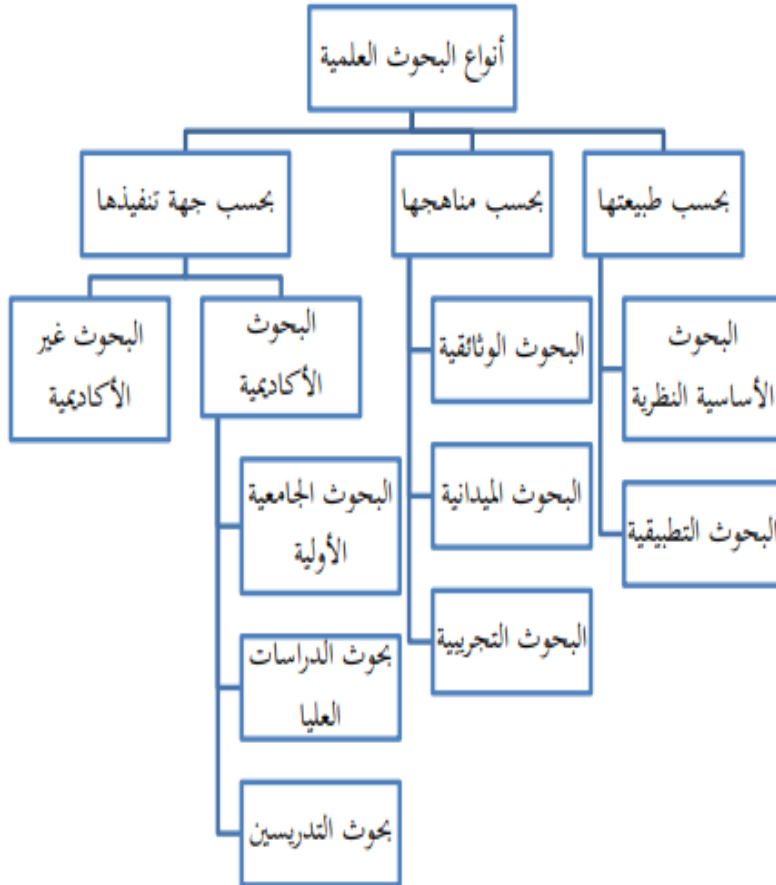 أنواع البحوث العلمية
بحسب طبيعتها
بحسب مناهجها
بحسب جهة تنفيذها
البحوث
الأساسية النظرية
البحوث التطبيقية
البحوث الوثائقية
البحوث الميدانية
البحوث التجريبية
البحوث
الأكاديمية
البحوث غير
الأكاديمية
البحوث الجامعية
الأولية
بحوث الدراسات
العليا
بحوث التدريسين